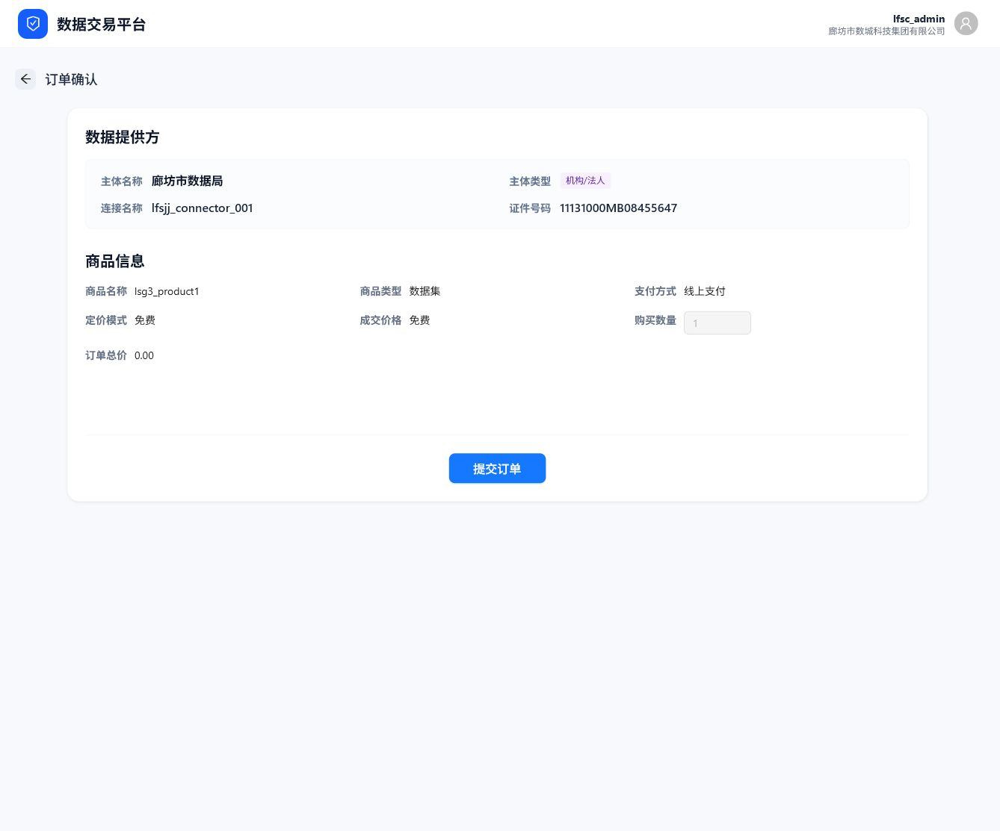 数据交易平台
lfsc_admin
廊坊市数城科技集团有限公司
订单确认
数据提供方
主体名称 廊坊市数据局 主体类型 机构/法人
连接名称 lfsjj_connector_001 证件号码 11131000MB08455647
商品信息
商品名称 lsg3_product1 商品类型 数据集 支付方式 线上支付
定价模式 免费 成交价格 免费 购买数量 1
订单总价 0.00
提交订单